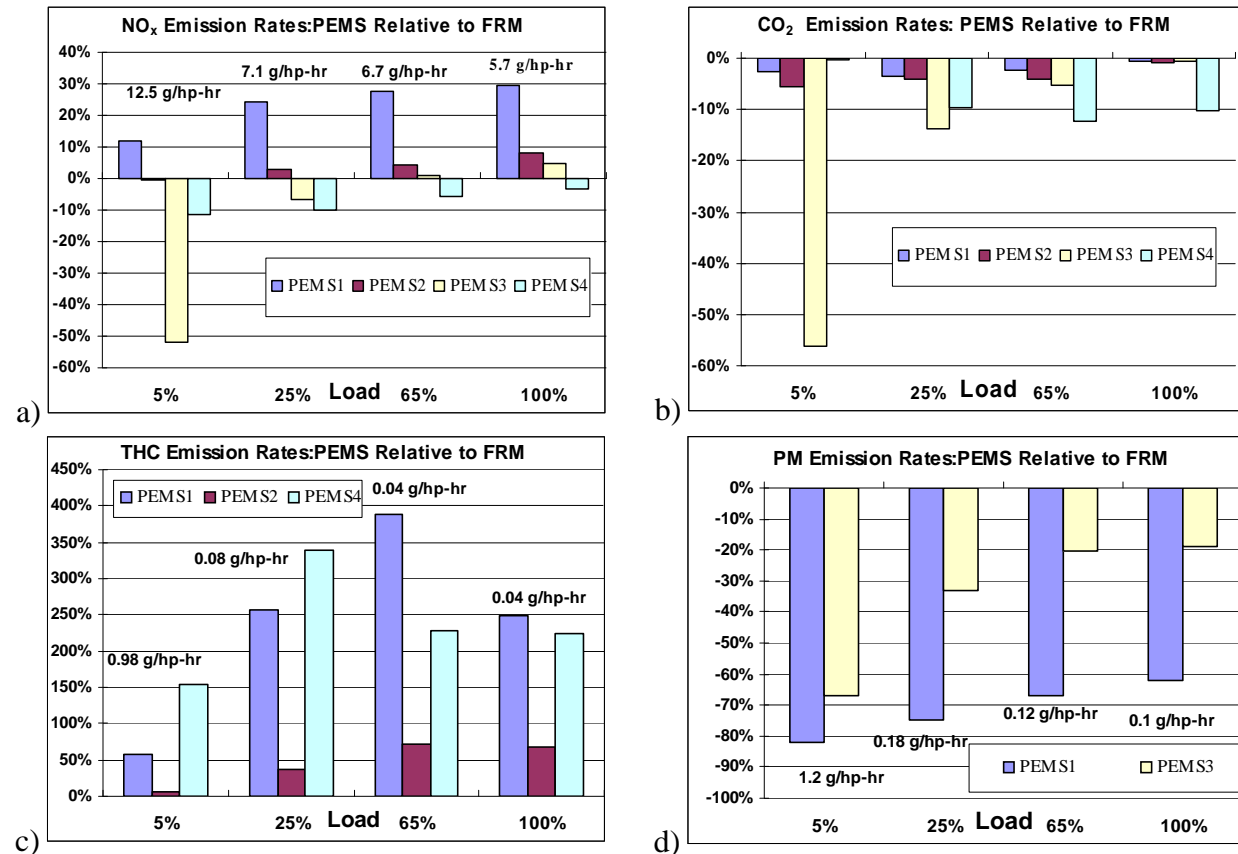 NOx Emission Rates:PEMS Relative to FRM
40%
30%
20%
10%
0%
-10%
-20%
-30%
-40%
-50%
-60%
12.5 g/hp-hr
7.1 g/hp-hr
6.7 g/hp-hr
5.7 g/hp-hr
PEMS1 PEMS2 PEMS3 PEMS4
5% 25% Load 65% 100%
a)
CO2 Emission Rates: PEMS Relative to FRM
0%
-10%
-20%
-30%
-40%
-50%
-60%
PEMS1 PEMS2 PEMS3 PEMS4
5% 25% Load 65% 100%
b)
THC Emission Rates:PEMS Relative to FRM
450%
400%
350%
300%
250%
200%
150%
100%
50%
0%
PEMS1 PEMS2 PEMS4
0.98 g/hp-hr
0.08 g/hp-hr
0.04 g/hp-hr
0.04 g/hp-hr
5% 25% Load 65% 100%
c)
PM Emission Rates:PEMS Relative to FRM
0%
-10%
-20%
-30%
-40%
-50%
-60%
-70%
-80%
-90%
-100%
1.2 g/hp-hr
0.18 g/hp-hr
0.12 g/hp-hr
0.1 g/hp-hr
PEMS1 PEMS3
5% 25% Load 65% 100%
d)